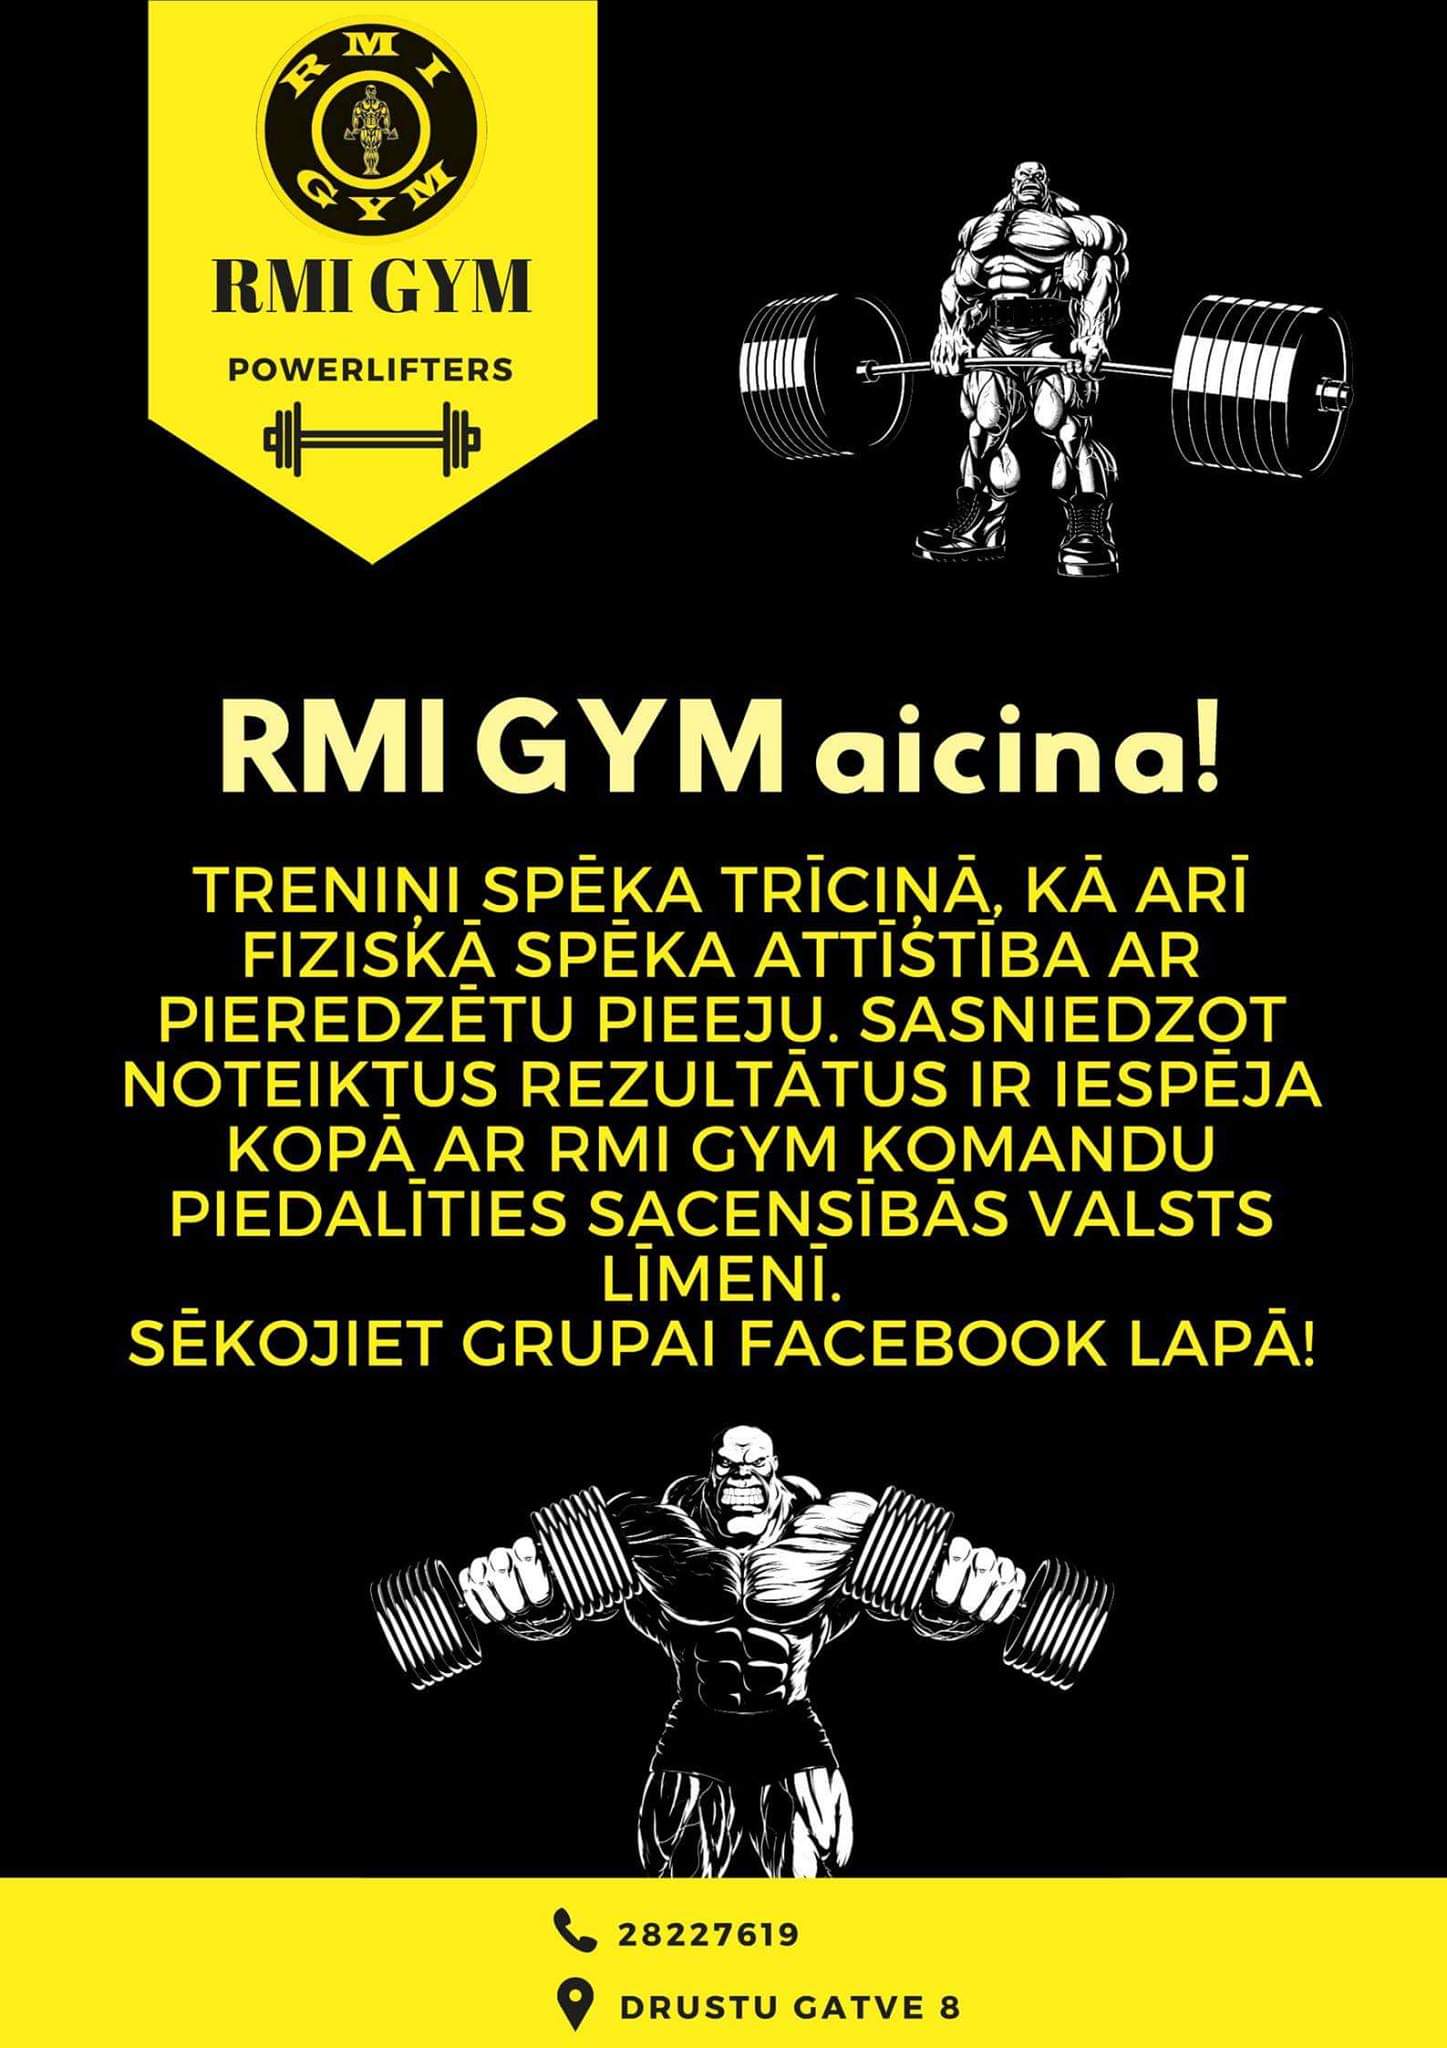 RMI
GYM
RMI GYM
POWERLIFTERS
RMI GYM aicina!
TRENIŅI SPĒKA TRĪCIŅĀ, KĀ ARĪ
FIZISKĀ SPĒKA ATTĪSTĪBA AR
PIEREDZĒTU PIEEJU. SASNIEDZOT
NOTEIKTUS REZULTĀTUS IR IESPĒJA
KOPĀ AR RMI GYM KOMANDU
PIEDALĪTIES SACENSĪBĀS VALSTS
LĪMENĪ.
SĒKOJIET GRUPAI FACEBOOK LAPĀ!
28227619
DRUSTU GATVE 8